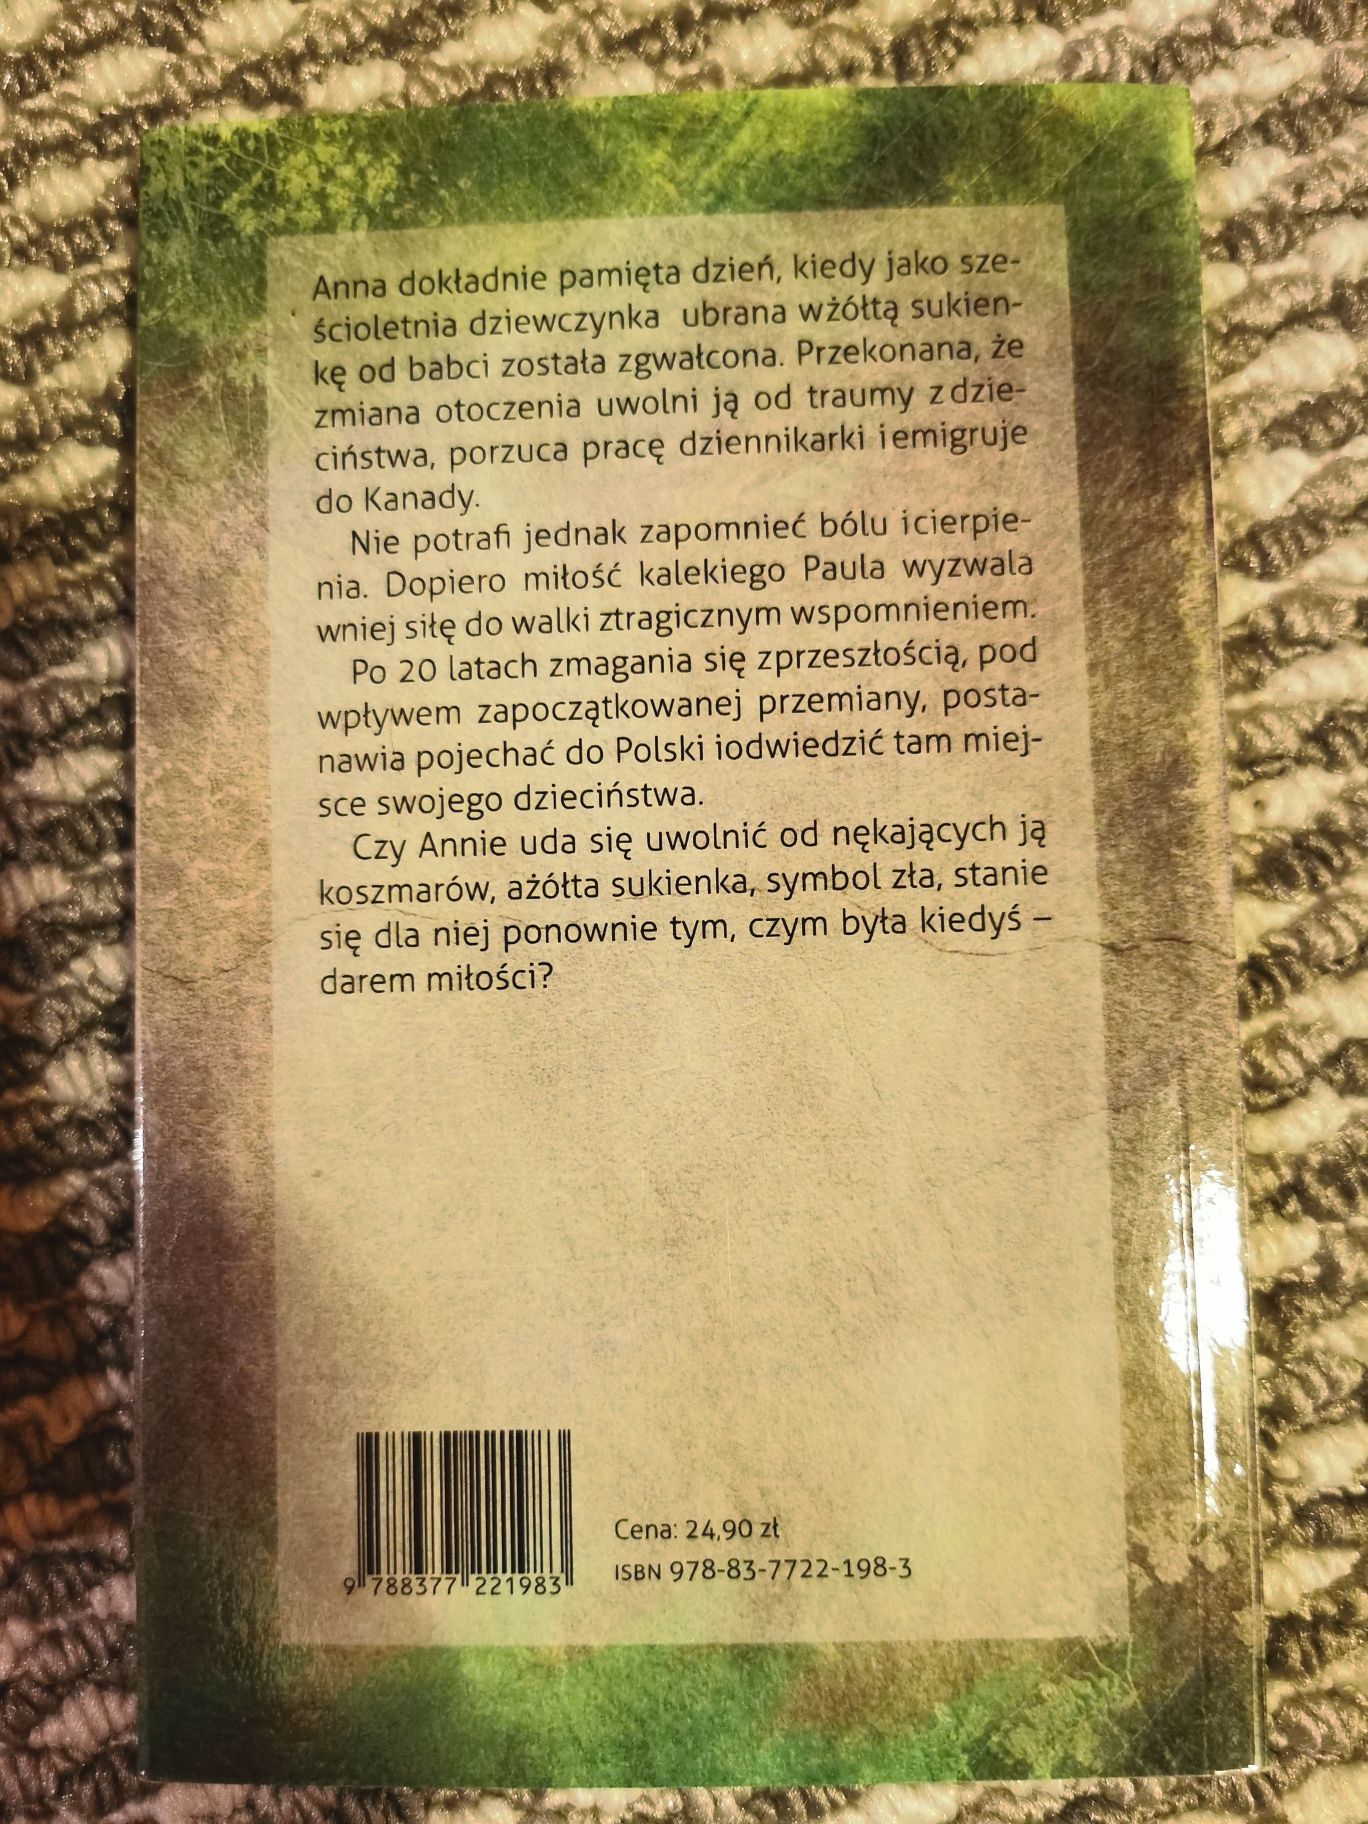 Anna dokładnie pamięta dzień, kiedy jako sze-
ścioletnia dziewczynka ubrana wżółtą sukien-
kę od babci została zgwałcona. Przekonana, że
zmiana otoczenia uwolni ją od traumy z dzie-
ciństwa, porzuca pracę dziennikarki i emigruje
do Kanady.
Nie potrafi jednak zapomnieć bólu i cierpie-
nia. Dopiero miłość kalekiego Paula wyzwala
wniej siłę do walki ztragicznym wspomnieniem.
Po 20 latach zmagania się zprzeszłością, pod
wpływem zapoczątkowanej przemiany, posta-
nawia pojechać do Polski iodwiedzić tam miej-
sce swojego dzieciństwa.
Czy Annie uda się uwolnić od nękających ją
koszmarów, ażółta sukienka, symbol zła, stanie
się dla niej ponownie tym, czym była kiedyś –
darem miłości?
Cena: 24,90 zł
ISBN 978-83-7722-198-3
9 788377 221983